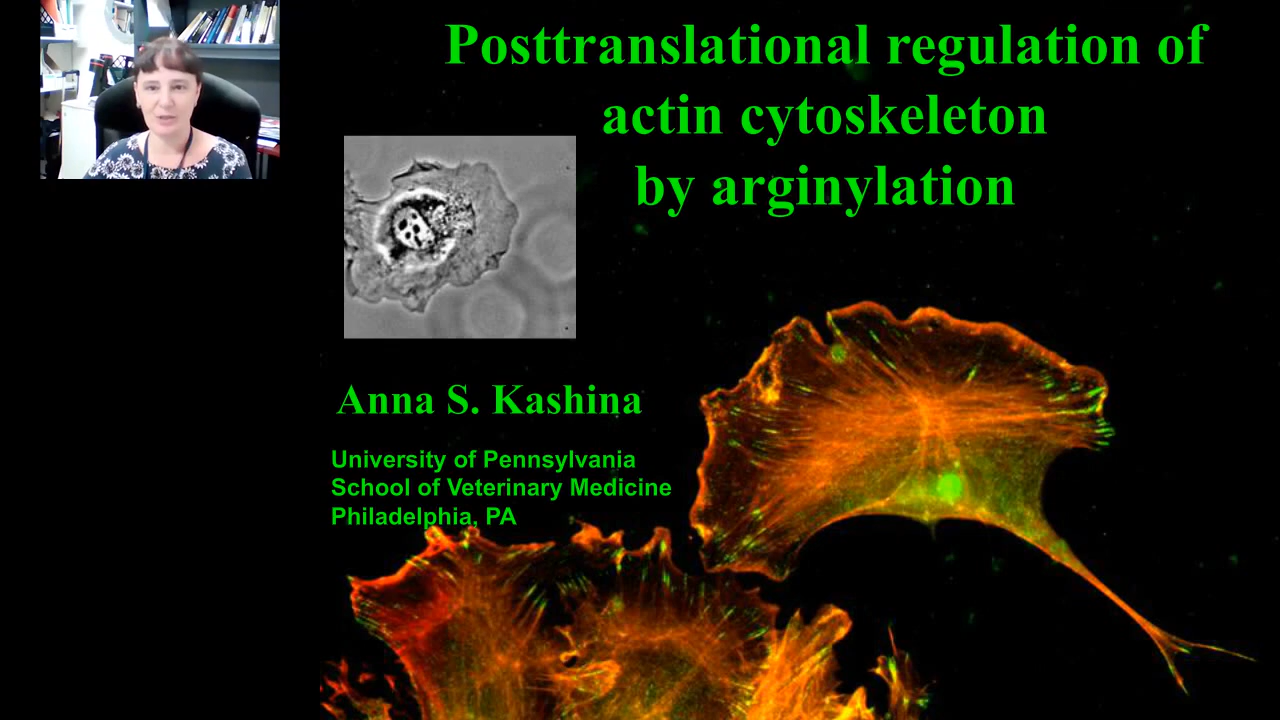 Posttranslational regulation of
actin cytoskeleton
by arginylation
Anna S. Kashina
University of Pennsylvania
School of Veterinary Medicine
Philadelphia, PA